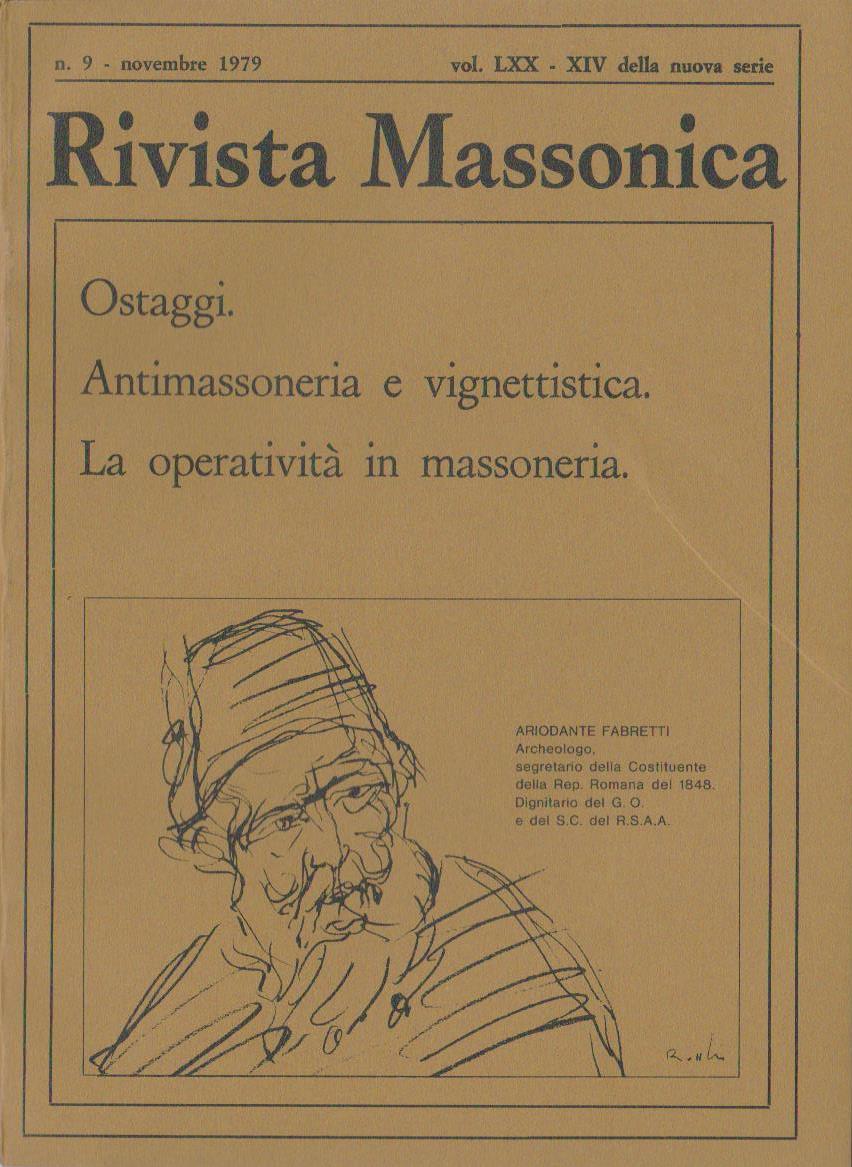 n. 9 - novembre 1979 vol. LXX - XIV della nuova serie
Rivista Massonica
Ostaggi.
Antimassoneria e vignettistica.
La operatività in massoneria.
ARIODANTE FABRETTI
Archeologo,
segretario della Costituente
della Rep. Romana del 1848.
Dignitario del G. O.
e del S.C. del R.S.A.A.